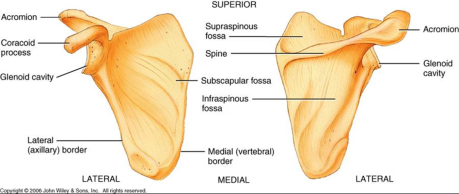 SUPERIOR
Acromion
Coracoid
process
Glenoid cavity
Lateral
(axillary) border
Supraspinous
fossa
Spine
Subscapular fossa
Infraspinous
fossa
Medial (vertebral)
border
Acromion
Glenoid
cavity
LATERAL
MEDIAL
LATERAL
Copyright © 2006 John Wiley & Sons, Inc. All rights reserved.